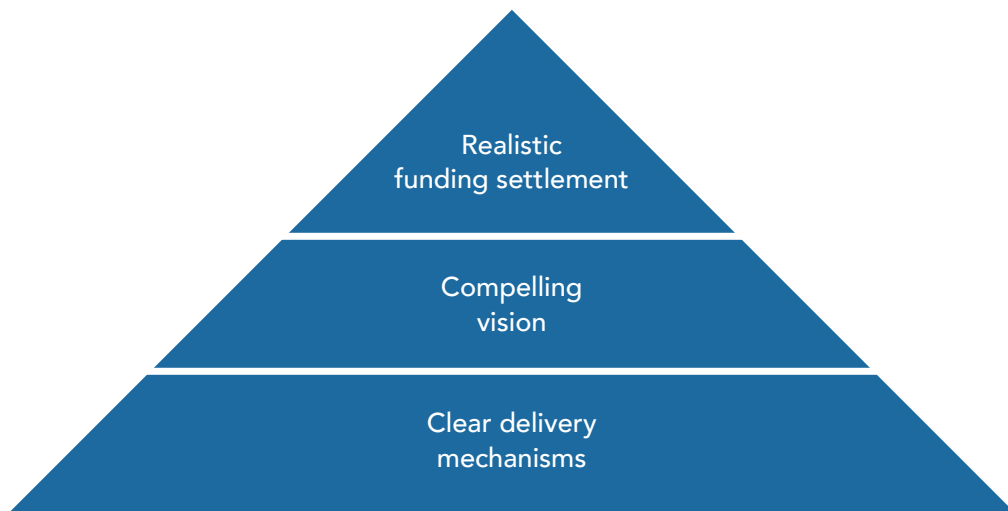 Realistic
funding settlement
Compelling
vision
Clear delivery
mechanisms